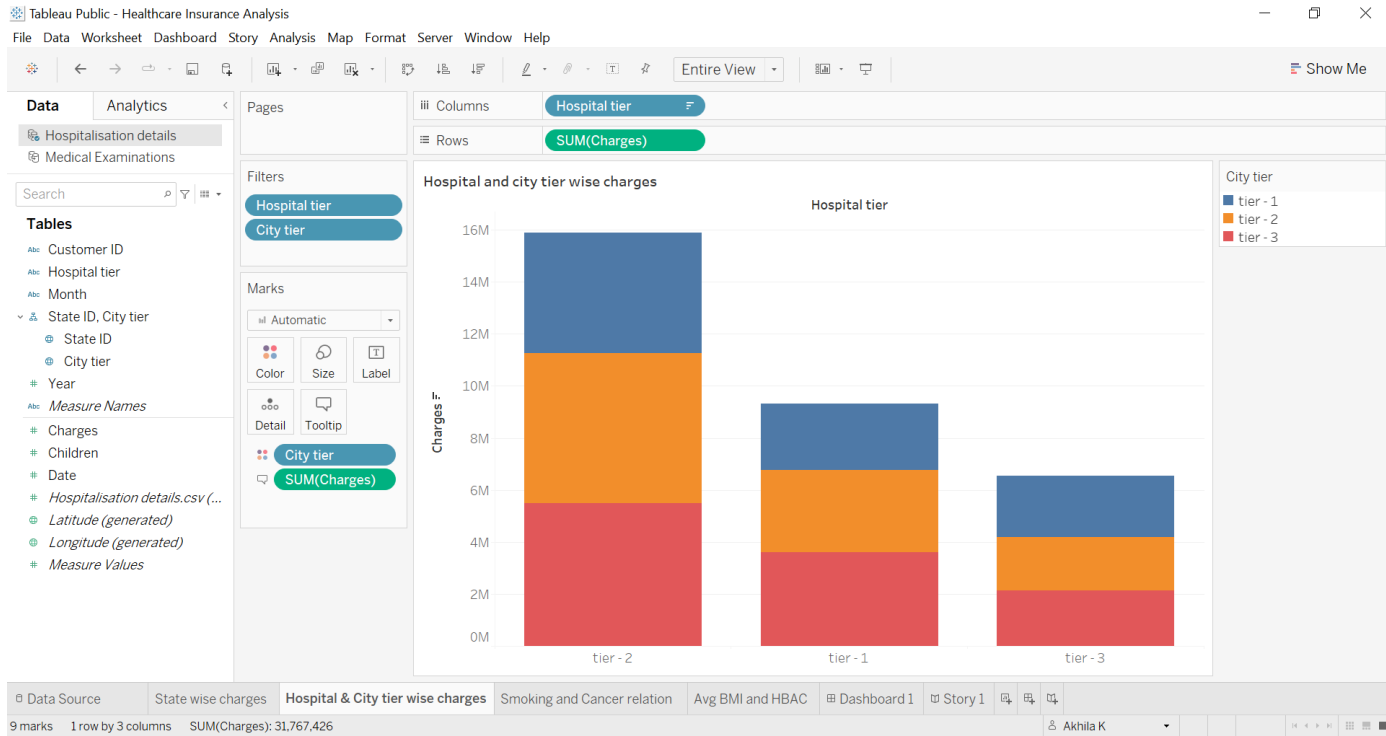 Tableau Public - Healthcare Insurance Analysis
File Data Worksheet Dashboard Story Analysis Map Format Server Window Help
Entire View
Show Me
Data Analytics
Hospitalisation details
Medical Examinations
Search
Tables
Abc Customer ID
Abc Hospital tier
Abc Month
State ID, City tier
State ID
City tier
# Year
Abc Measure Names
# Charges
# Children
# Date
# Hospitalisation details.csv (...
Latitude (generated)
Longitude (generated)
# Measure Values
Pages
Filters
Hospital tier
City tier
Marks
Automatic
Color Size Label
Detail Tooltip
City tier
SUM(Charges)
iii Columns Hospital tier
Rows SUM(Charges)
Hospital and city tier wise charges
Hospital tier
Charges
16M
14M
12M
10M
8M
6M
4M
2M
0M
tier - 2 tier - 1 tier - 3
City tier
tier - 1
tier - 2
tier - 3
Data Source State wise charges Hospital & City tier wise charges Smoking and Cancer relation Avg BMI and HBAC Dashboard 1 Story 1
9 marks 1 row by 3 columns SUM(Charges): 31,767,426 Akhila K